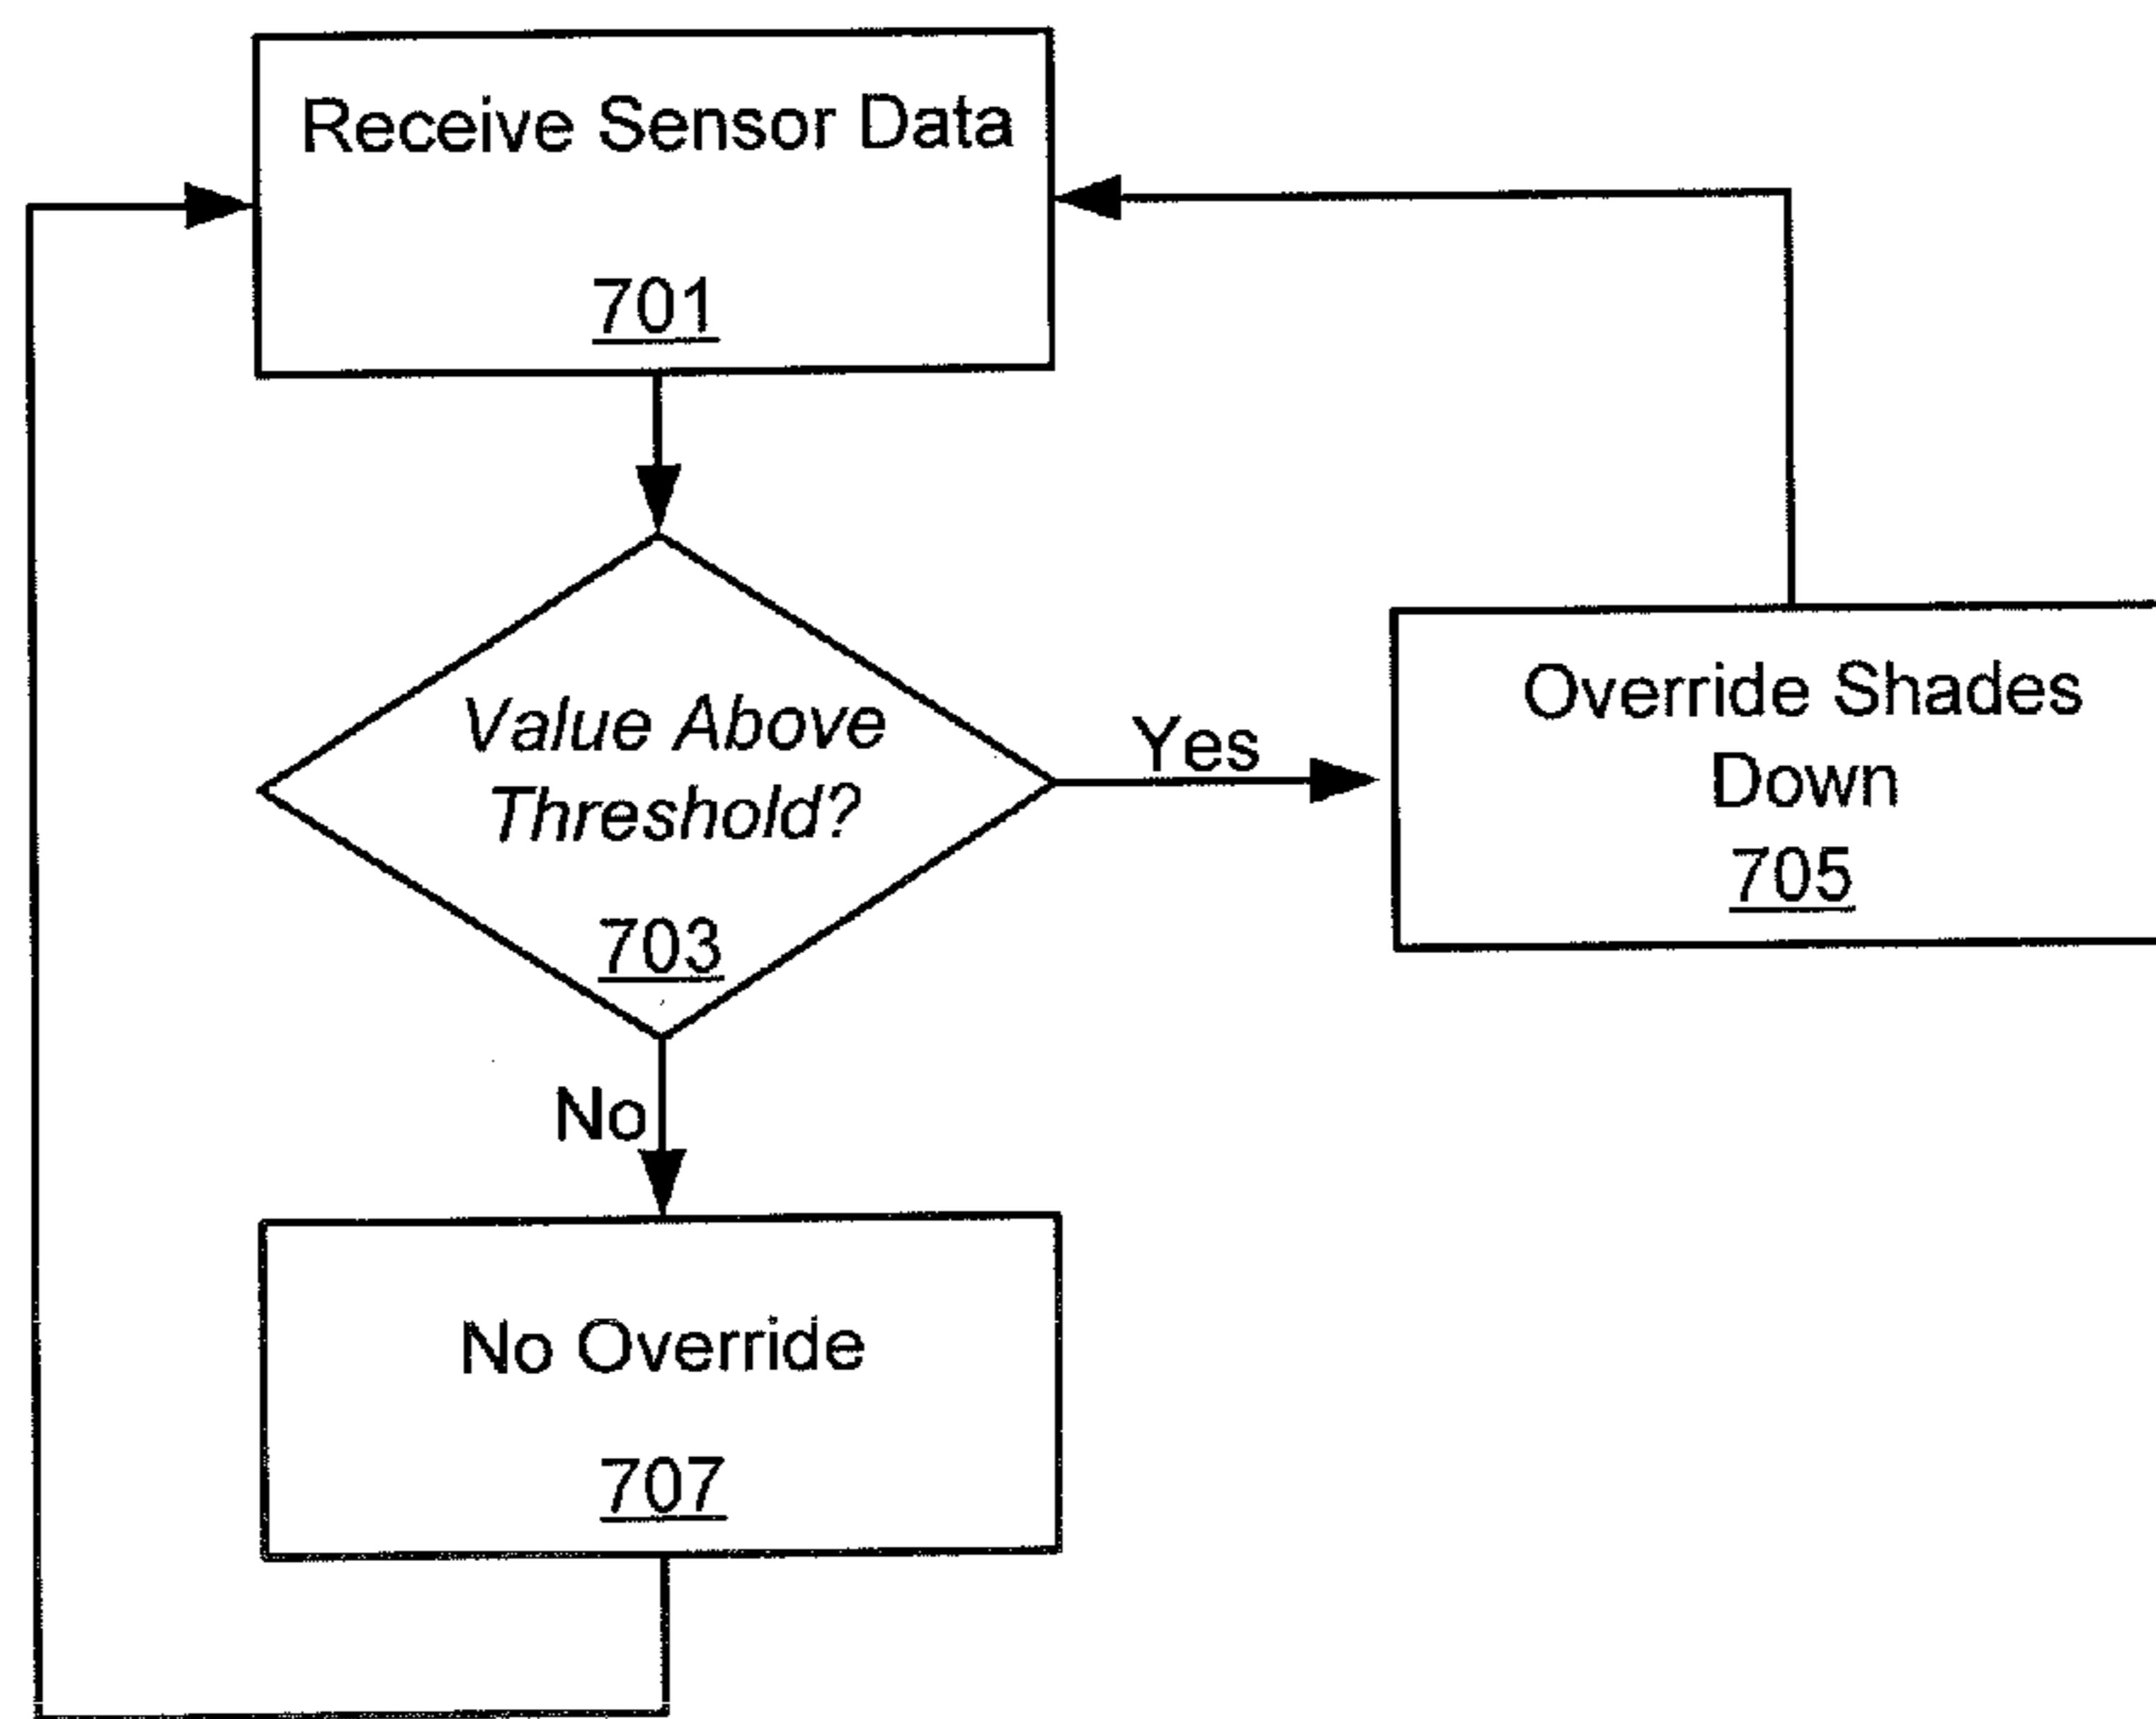 Receive Sensor Data
701
Value Above
Threshold?
703
Yes
Override Shades
Down
705
No
No Override
707